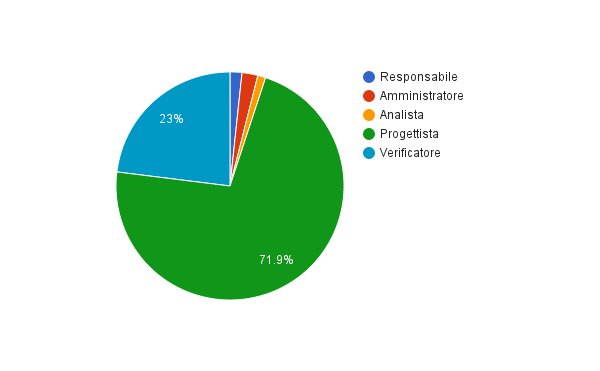 Responsabile
Amministratore
Analista
Progettista
Verificatore
23%
71.9%